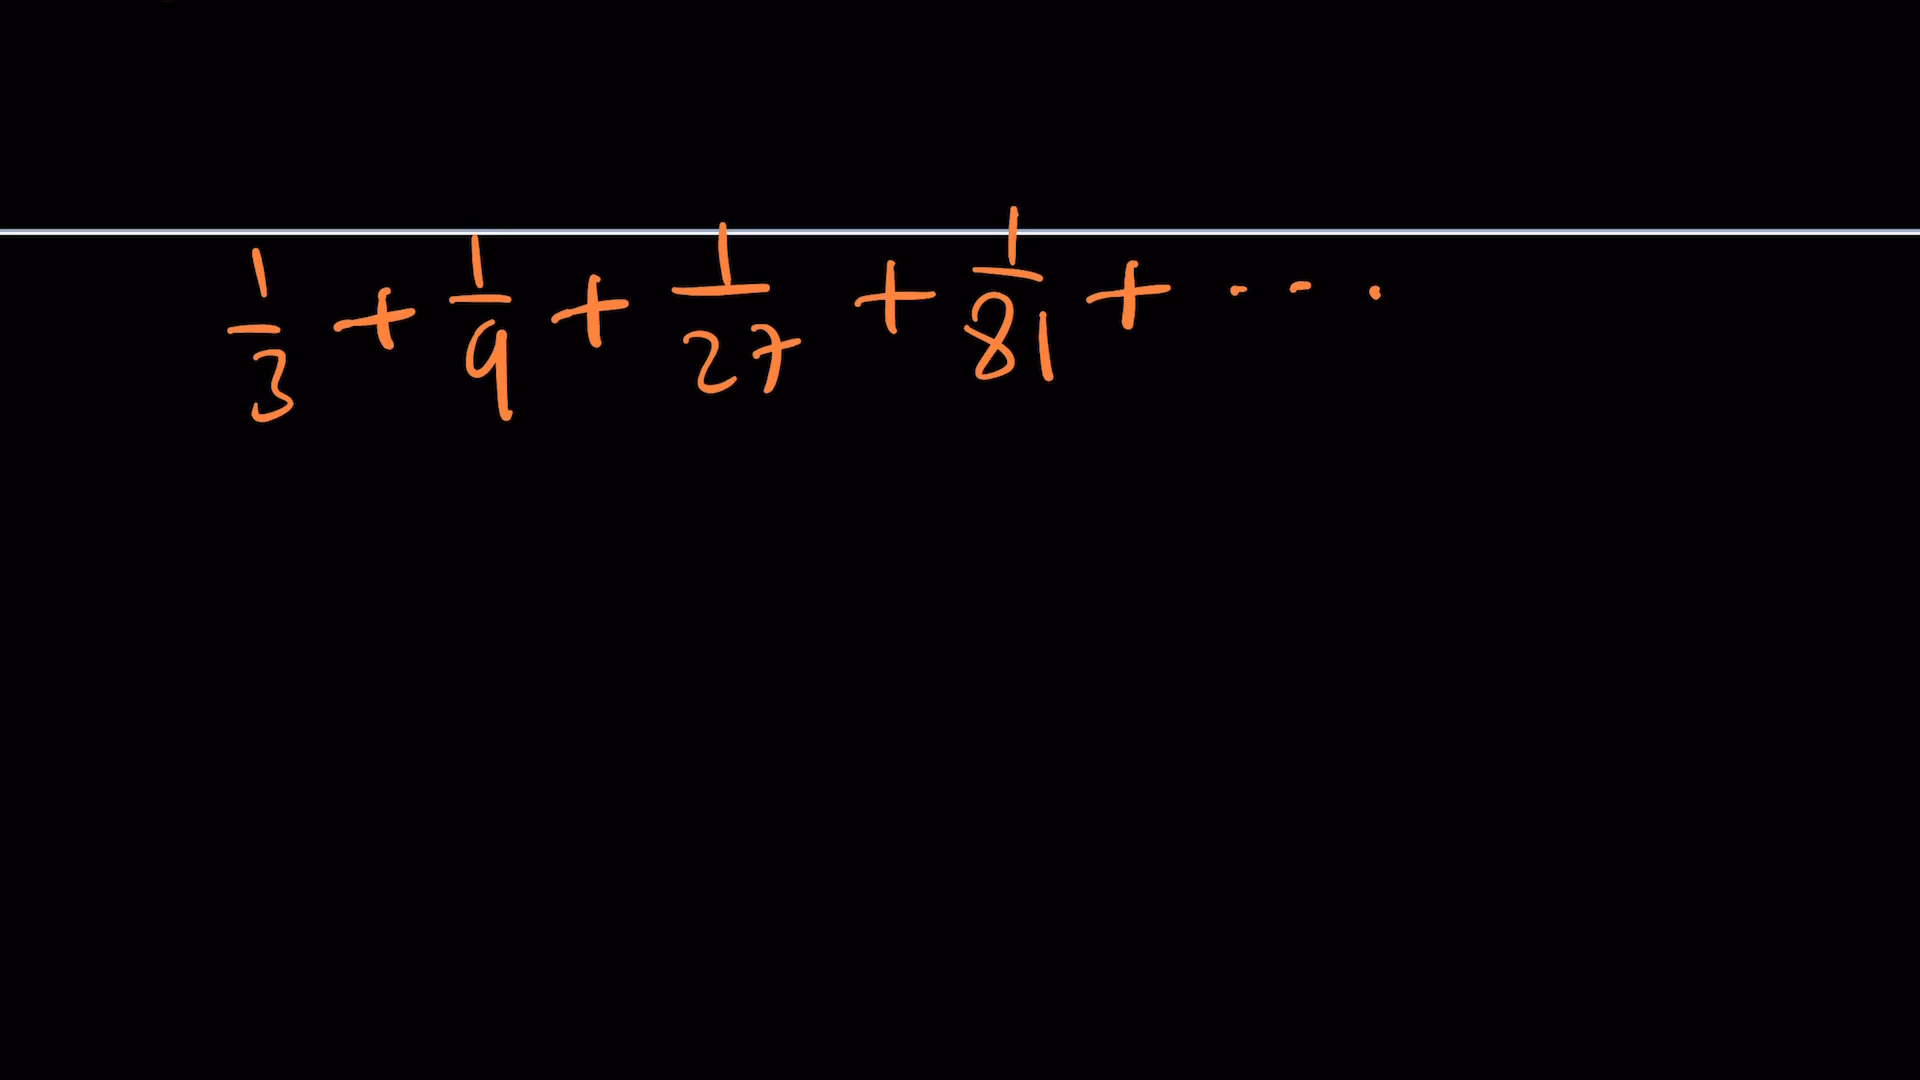 1/3 + 1/9 + 1/27 + 1/81 + ...